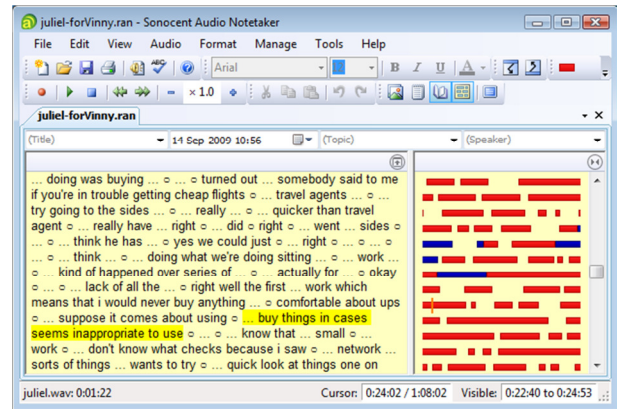 juliel-forVinny.ran - Sonocent Audio Notetaker
File Edit View Audio Format Manage Tools Help
Arial B I U A
× 1.0
juliel-forVinny.ran
(Title) 14 Sep 2009 10:56 (Topic) (Speaker)
... doing was buying ... o ... o turned out ... somebody said to me
if you're in trouble getting cheap flights o ... travel agents ... o ...
try going to the sides ... o ... really ... o ... quicker than travel
agent o ... really have ... right o ... did o right o ... went ... sides o
... o ... think he has ... o yes we could just o ... right o ... o ... o
... o think ... o ... doing what we're doing sitting ... o ... work ...
o ... kind of happened over series of ... o ... actually for ... o okay
o ... o ... lack of all the ... o right well the first ... work which
means that i would never buy anything ... o comfortable about ups
o ... suppose it comes about using o ... buy things in cases
seems inappropriate to use o ... o ... know that ... small o ...
work o ... don't know what checks because i saw o ... network ...
sorts of things ... wants to try o ... quick look at things one on
juliel.wav: 0:01:22 Cursor: 0:24:02 / 1:08:02 Visible: 0:22:40 to 0:24:53